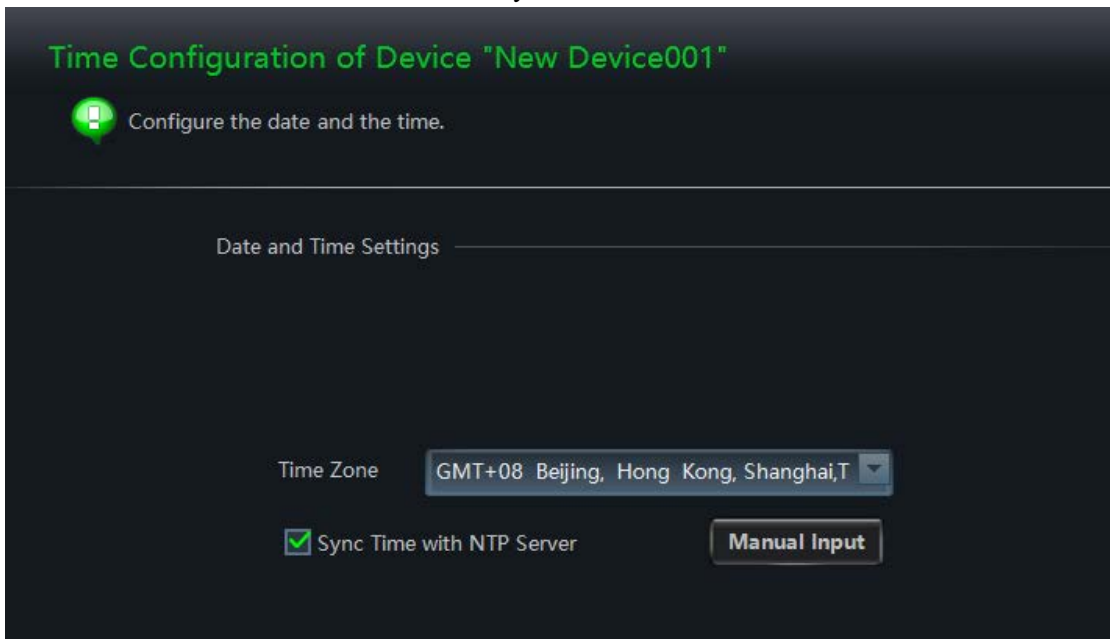 Time Configuration of Device "New Device001"
Configure the date and the time.
Date and Time Settings
Time Zone GMT+08 Beijing, Hong Kong, Shanghai,T
Sync Time with NTP Server Manual Input